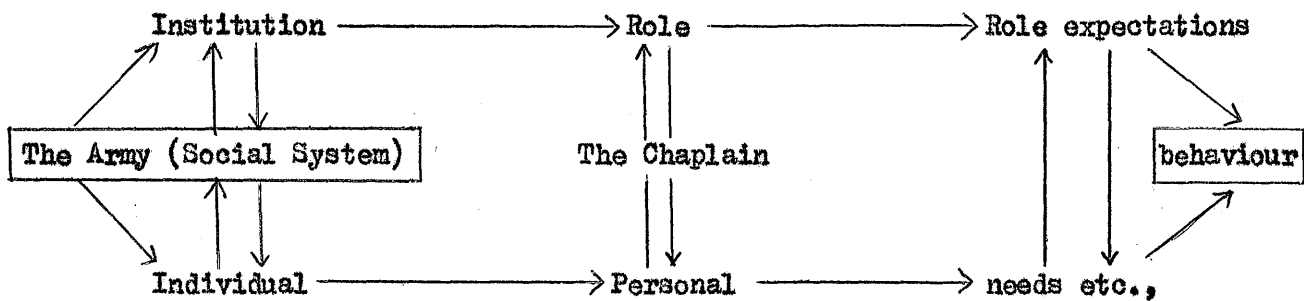 Institution Role Role expectations
The Army (Social System) The Chaplain behaviour
Individual Personal needs etc.,